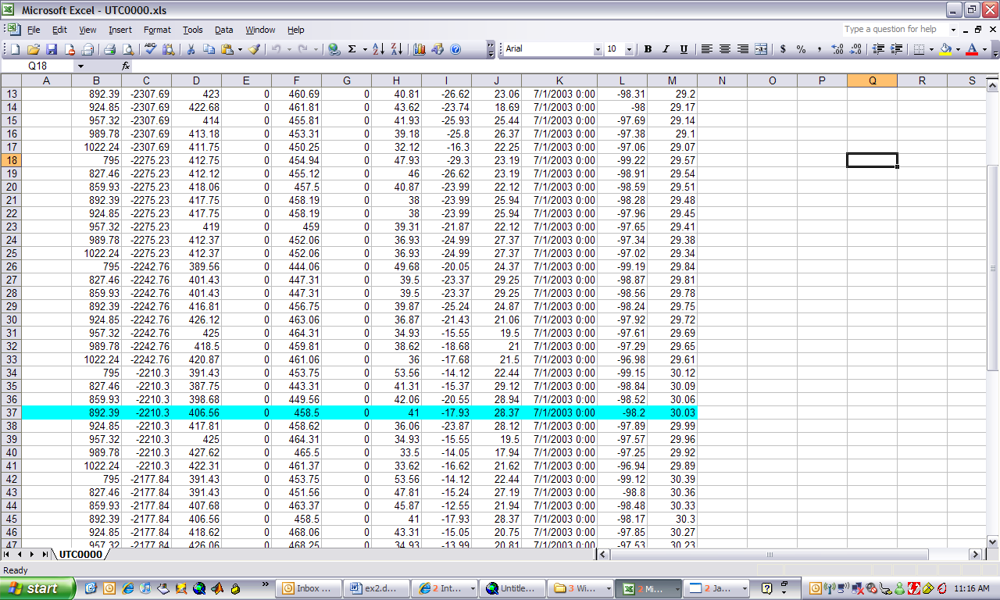 Microsoft Excel - UTC0000.xls
File Edit View Insert Format Tools Data Window Help Type a question for help
Arial 10 B I U $ % ,
Q18 fx
A B C D E F G H I J K L M N O P Q R S
13 892.39 -2307.69 423 0 460.69 0 40.81 -26.62 23.06 7/1/2003 0:00 -98.31 29.2
14 924.85 -2307.69 422.68 0 461.81 0 43.62 -23.74 18.69 7/1/2003 0:00 -98 29.17
15 957.32 -2307.69 414 0 455.81 0 41.93 -25.93 25.44 7/1/2003 0:00 -97.69 29.14
16 989.78 -2307.69 413.18 0 453.31 0 39.18 -25.8 26.37 7/1/2003 0:00 -97.38 29.1
17 1022.24 -2307.69 411.75 0 450.25 0 32.12 -16.3 22.25 7/1/2003 0:00 -97.06 29.07
18 795 -2275.23 412.75 0 454.94 0 47.93 -29.3 23.19 7/1/2003 0:00 -99.22 29.57
19 827.46 -2275.23 412.12 0 455.12 0 46 -26.62 23.19 7/1/2003 0:00 -98.91 29.54
20 859.93 -2275.23 418.06 0 457.5 0 40.87 -23.99 22.12 7/1/2003 0:00 -98.59 29.51
21 892.39 -2275.23 417.75 0 458.19 0 38 -23.99 25.94 7/1/2003 0:00 -98.28 29.48
22 924.85 -2275.23 417.75 0 458.19 0 38 -23.99 25.94 7/1/2003 0:00 -97.96 29.45
23 957.32 -2275.23 419 0 459 0 39.31 -21.87 22.12 7/1/2003 0:00 -97.65 29.41
24 989.78 -2275.23 412.37 0 452.06 0 36.93 -24.99 27.37 7/1/2003 0:00 -97.34 29.38
25 1022.24 -2275.23 412.37 0 452.06 0 36.93 -24.99 27.37 7/1/2003 0:00 -97.02 29.34
26 795 -2242.76 389.56 0 444.06 0 49.68 -20.05 24.37 7/1/2003 0:00 -99.19 29.84
27 827.46 -2242.76 401.43 0 447.31 0 39.5 -23.37 29.25 7/1/2003 0:00 -98.87 29.81
28 859.93 -2242.76 401.43 0 447.31 0 39.5 -23.37 29.25 7/1/2003 0:00 -98.56 29.78
29 892.39 -2242.76 416.81 0 456.75 0 39.87 -25.24 24.87 7/1/2003 0:00 -98.24 29.75
30 924.85 -2242.76 426.12 0 463.06 0 36.87 -21.43 21.06 7/1/2003 0:00 -97.92 29.72
31 957.32 -2242.76 425 0 464.31 0 34.93 -15.55 19.5 7/1/2003 0:00 -97.61 29.69
32 989.78 -2242.76 418.5 0 459.81 0 38.62 -18.68 21 7/1/2003 0:00 -97.29 29.65
33 1022.24 -2242.76 420.87 0 461.06 0 36 -17.68 21.5 7/1/2003 0:00 -96.98 29.61
34 795 -2210.3 391.43 0 453.75 0 53.56 -14.12 22.44 7/1/2003 0:00 -99.15 30.12
35 827.46 -2210.3 387.75 0 443.31 0 41.31 -15.37 29.12 7/1/2003 0:00 -98.84 30.09
36 859.93 -2210.3 398.68 0 449.56 0 42.06 -20.55 28.94 7/1/2003 0:00 -98.52 30.06
37 892.39 -2210.3 406.56 0 458.5 0 41 -17.93 28.37 7/1/2003 0:00 -98.2 30.03
38 924.85 -2210.3 417.81 0 458.62 0 36.06 -23.87 28.12 7/1/2003 0:00 -97.89 29.99
39 957.32 -2210.3 425 0 464.31 0 34.93 -15.55 19.5 7/1/2003 0:00 -97.57 29.96
40 989.78 -2210.3 427.62 0 465.5 0 33.5 -14.05 17.94 7/1/2003 0:00 -97.25 29.92
41 1022.24 -2210.3 422.31 0 461.37 0 33.62 -16.62 21.62 7/1/2003 0:00 -96.94 29.89
42 795 -2177.84 391.43 0 453.75 0 53.56 -14.12 22.44 7/1/2003 0:00 -99.12 30.39
43 827.46 -2177.84 391.43 0 451.56 0 47.81 -15.24 27.19 7/1/2003 0:00 -98.8 30.36
44 859.93 -2177.84 407.68 0 463.37 0 45.87 -12.55 21.94 7/1/2003 0:00 -98.48 30.33
45 892.39 -2177.84 406.56 0 458.5 0 41 -17.93 28.37 7/1/2003 0:00 -98.17 30.3
46 924.85 -2177.84 418.62 0 468.06 0 43.31 -15.05 20.75 7/1/2003 0:00 -97.85 30.27
47 957.32 -2177.84 426.06 0 468.25 0 34.93 -13.99 20.81 7/1/2003 0:00 -97.53 30.23
UTC0000
Ready
start » Inbox ... ex2.d... 2 Int... Untitle... 3 Wi... 2 Mi... 2 Ja... 11:16 AM